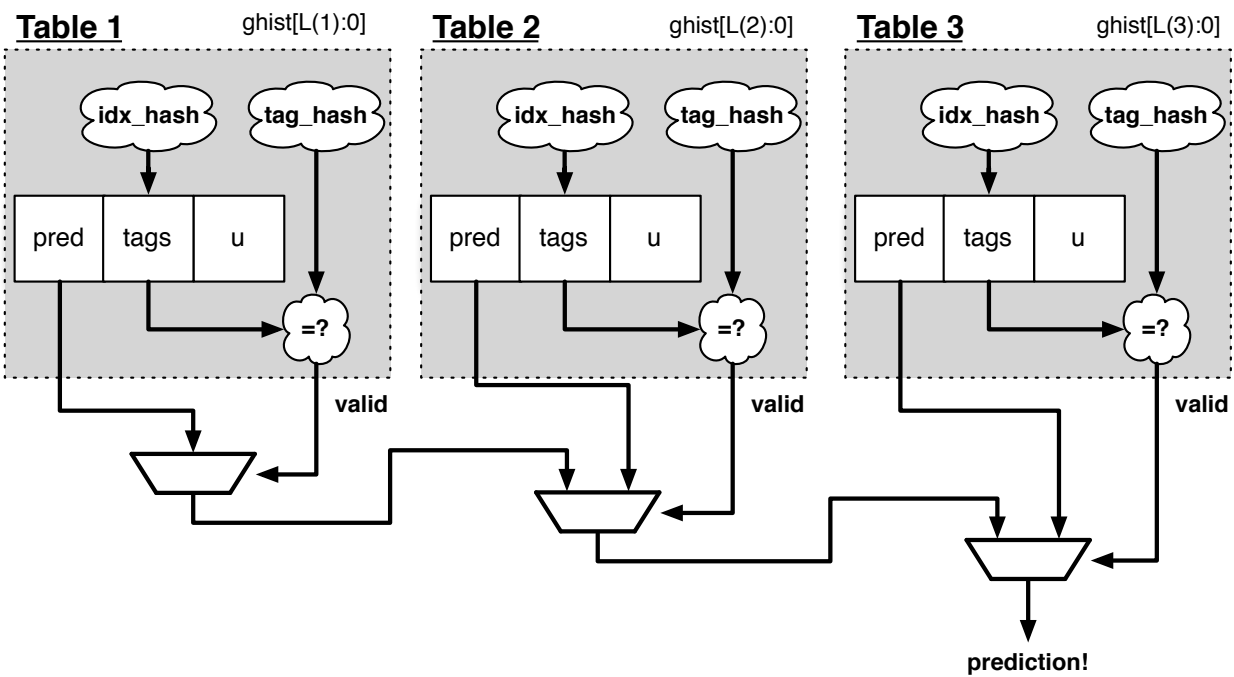 Table 1 ghist[L(1):0] Table 2 ghist[L(2):0] Table 3 ghist[L(3):0]
idx_hash tag_hash idx_hash tag_hash idx_hash tag_hash
pred tags u pred tags u pred tags u
=? =? =?
valid valid valid
prediction!